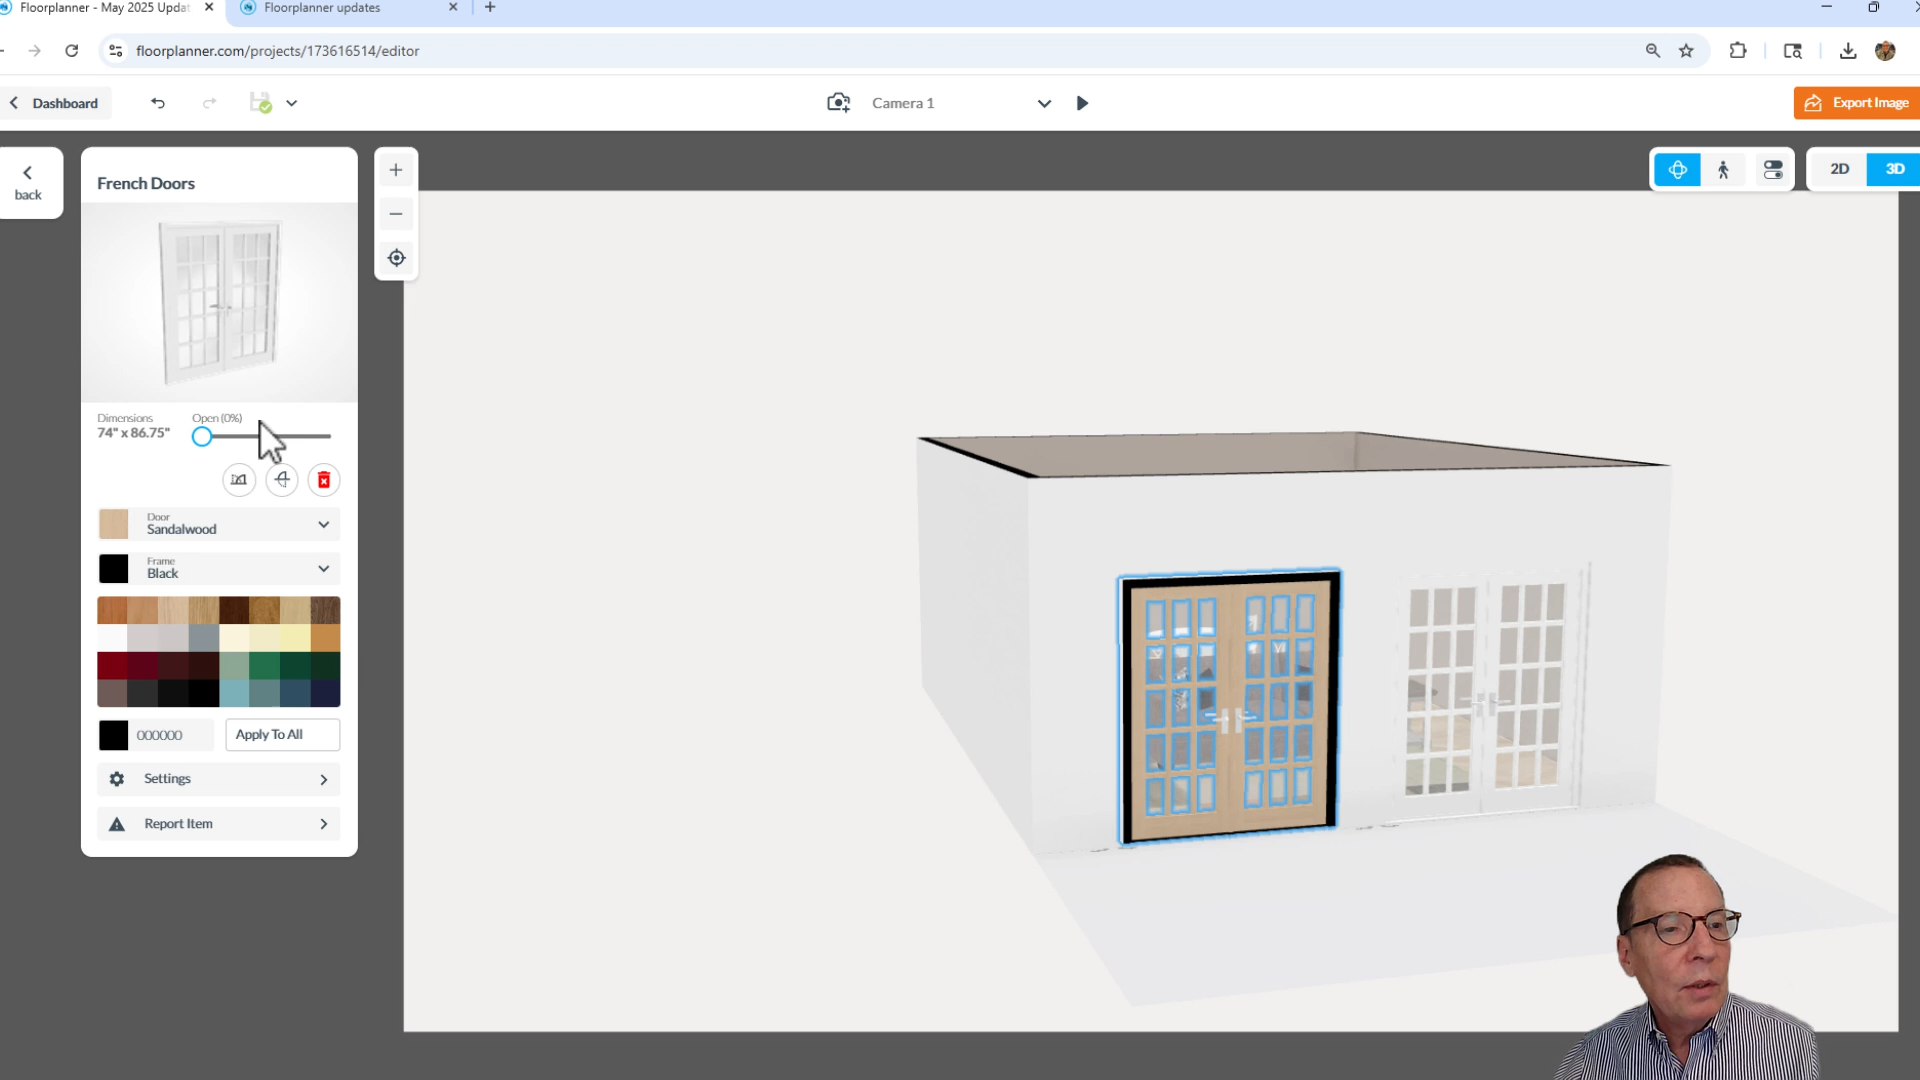 Floorplanner - May 2025 Updat
Floorplanner updates
floorplanner.com/projects/173616514/editor
Dashboard
Camera 1
Export Image
back
French Doors
2D
3D
Dimensions
Open (0%)
74" x 86.75"
Door
Sandalwood
Frame
Black
000000
Apply To All
Settings
Report Item